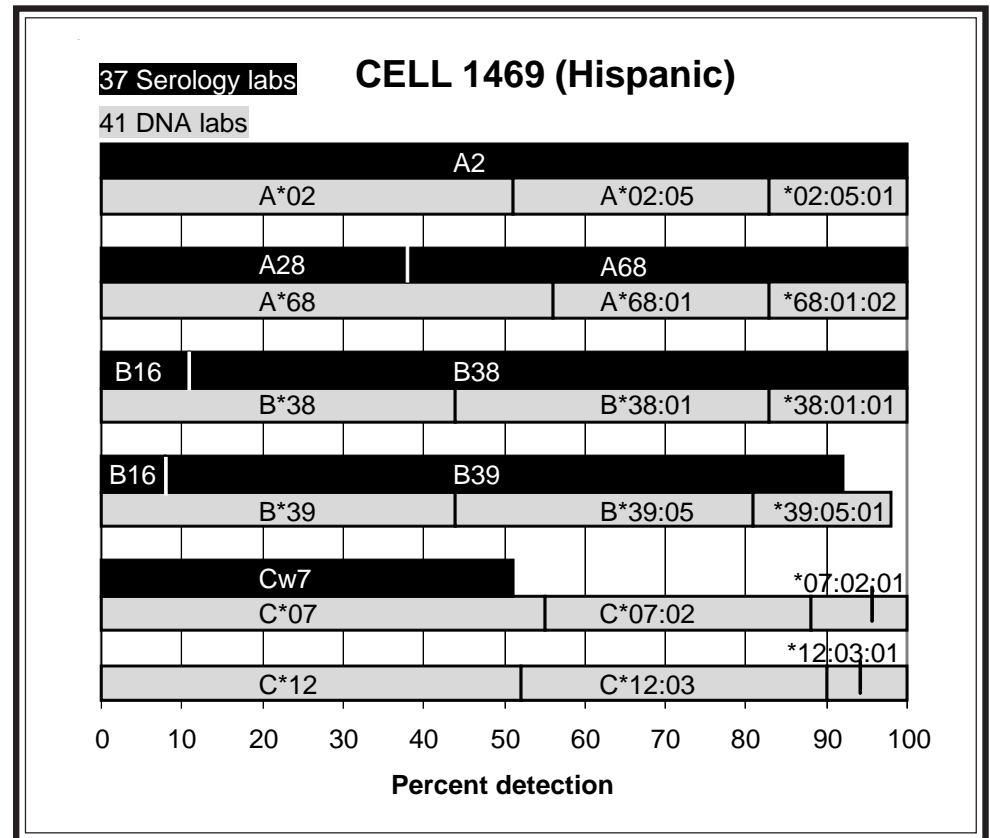 37 Serology labs CELL 1469 (Hispanic)
41 DNA labs
A2
A*02 A*02:05 *02:05:01
A28 A68
A*68 A*68:01 *68:01:02
B16 B38
B*38 B*38:01 *38:01:01
B16 B39
B*39 B*39:05 *39:05:01
Cw7 *07:02:01
C*07 C*07:02
*12:03:01
C*12 C*12:03
0 10 20 30 40 50 60 70 80 90 100
Percent detection